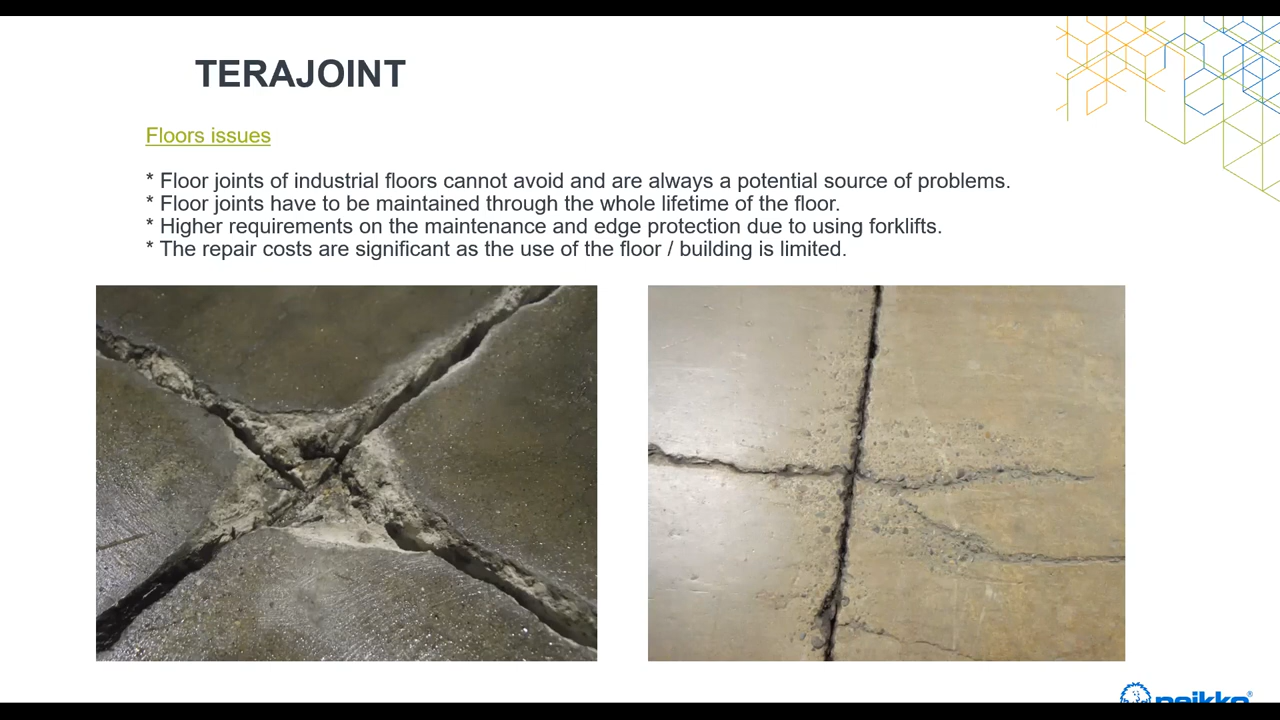 TERAJOINT
Floors issues
* Floor joints of industrial floors cannot avoid and are always a potential source of problems.
* Floor joints have to be maintained through the whole lifetime of the floor.
* Higher requirements on the maintenance and edge protection due to using forklifts.
* The repair costs are significant as the use of the floor / building is limited.
peikko®